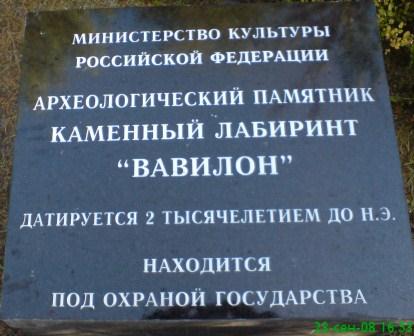 МИНИСТЕРСТВО КУЛЬТУРЫ
РОССИЙСКОЙ ФЕДЕРАЦИИ
АРХЕОЛОГИЧЕСКИЙ ПАМЯТНИК
КАМЕННЫЙ ЛАБИРИНТ
“ВАВИЛОН”
ДАТИРУЕТСЯ 2 ТЫСЯЧЕЛЕТИЕМ ДО Н.Э.
НАХОДИТСЯ
ПОД ОХРАНОЙ ГОСУДАРСТВА